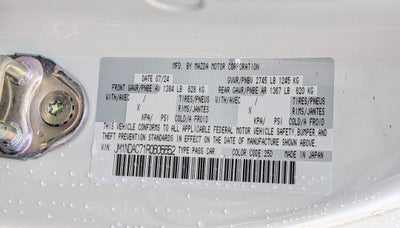 MFD. BY MAZDA MOTOR CORPORATION
DATE 07/24 GVWR/PNBV 2745 LB 1245 KG
FRONT GAWR/PNBE AV 1384 LB 628 KG REAR GAWR/PNBE AR 1367 LB 620 KG
WITH/AVEC TIRES/PNEUS WITH/AVEC TIRES/PNEUS
X RIMS/JANTES X RIMS/JANTES
KPA/ PSI COLD/A FROID KPA/ PSI COLD/A FROID
THIS VEHICLE CONFORMS TO ALL APPLICABLE FEDERAL MOTOR VEHICLE SAFETY, BUMPER, AND
THEFT PREVENTION STANDARDS IN EFFECT ON THE DATE OF MANUFACTURE SHOWN ABOVE.
VIN: TYPE: PASS CAR COLOR CODE: 25D MADE IN JAPAN